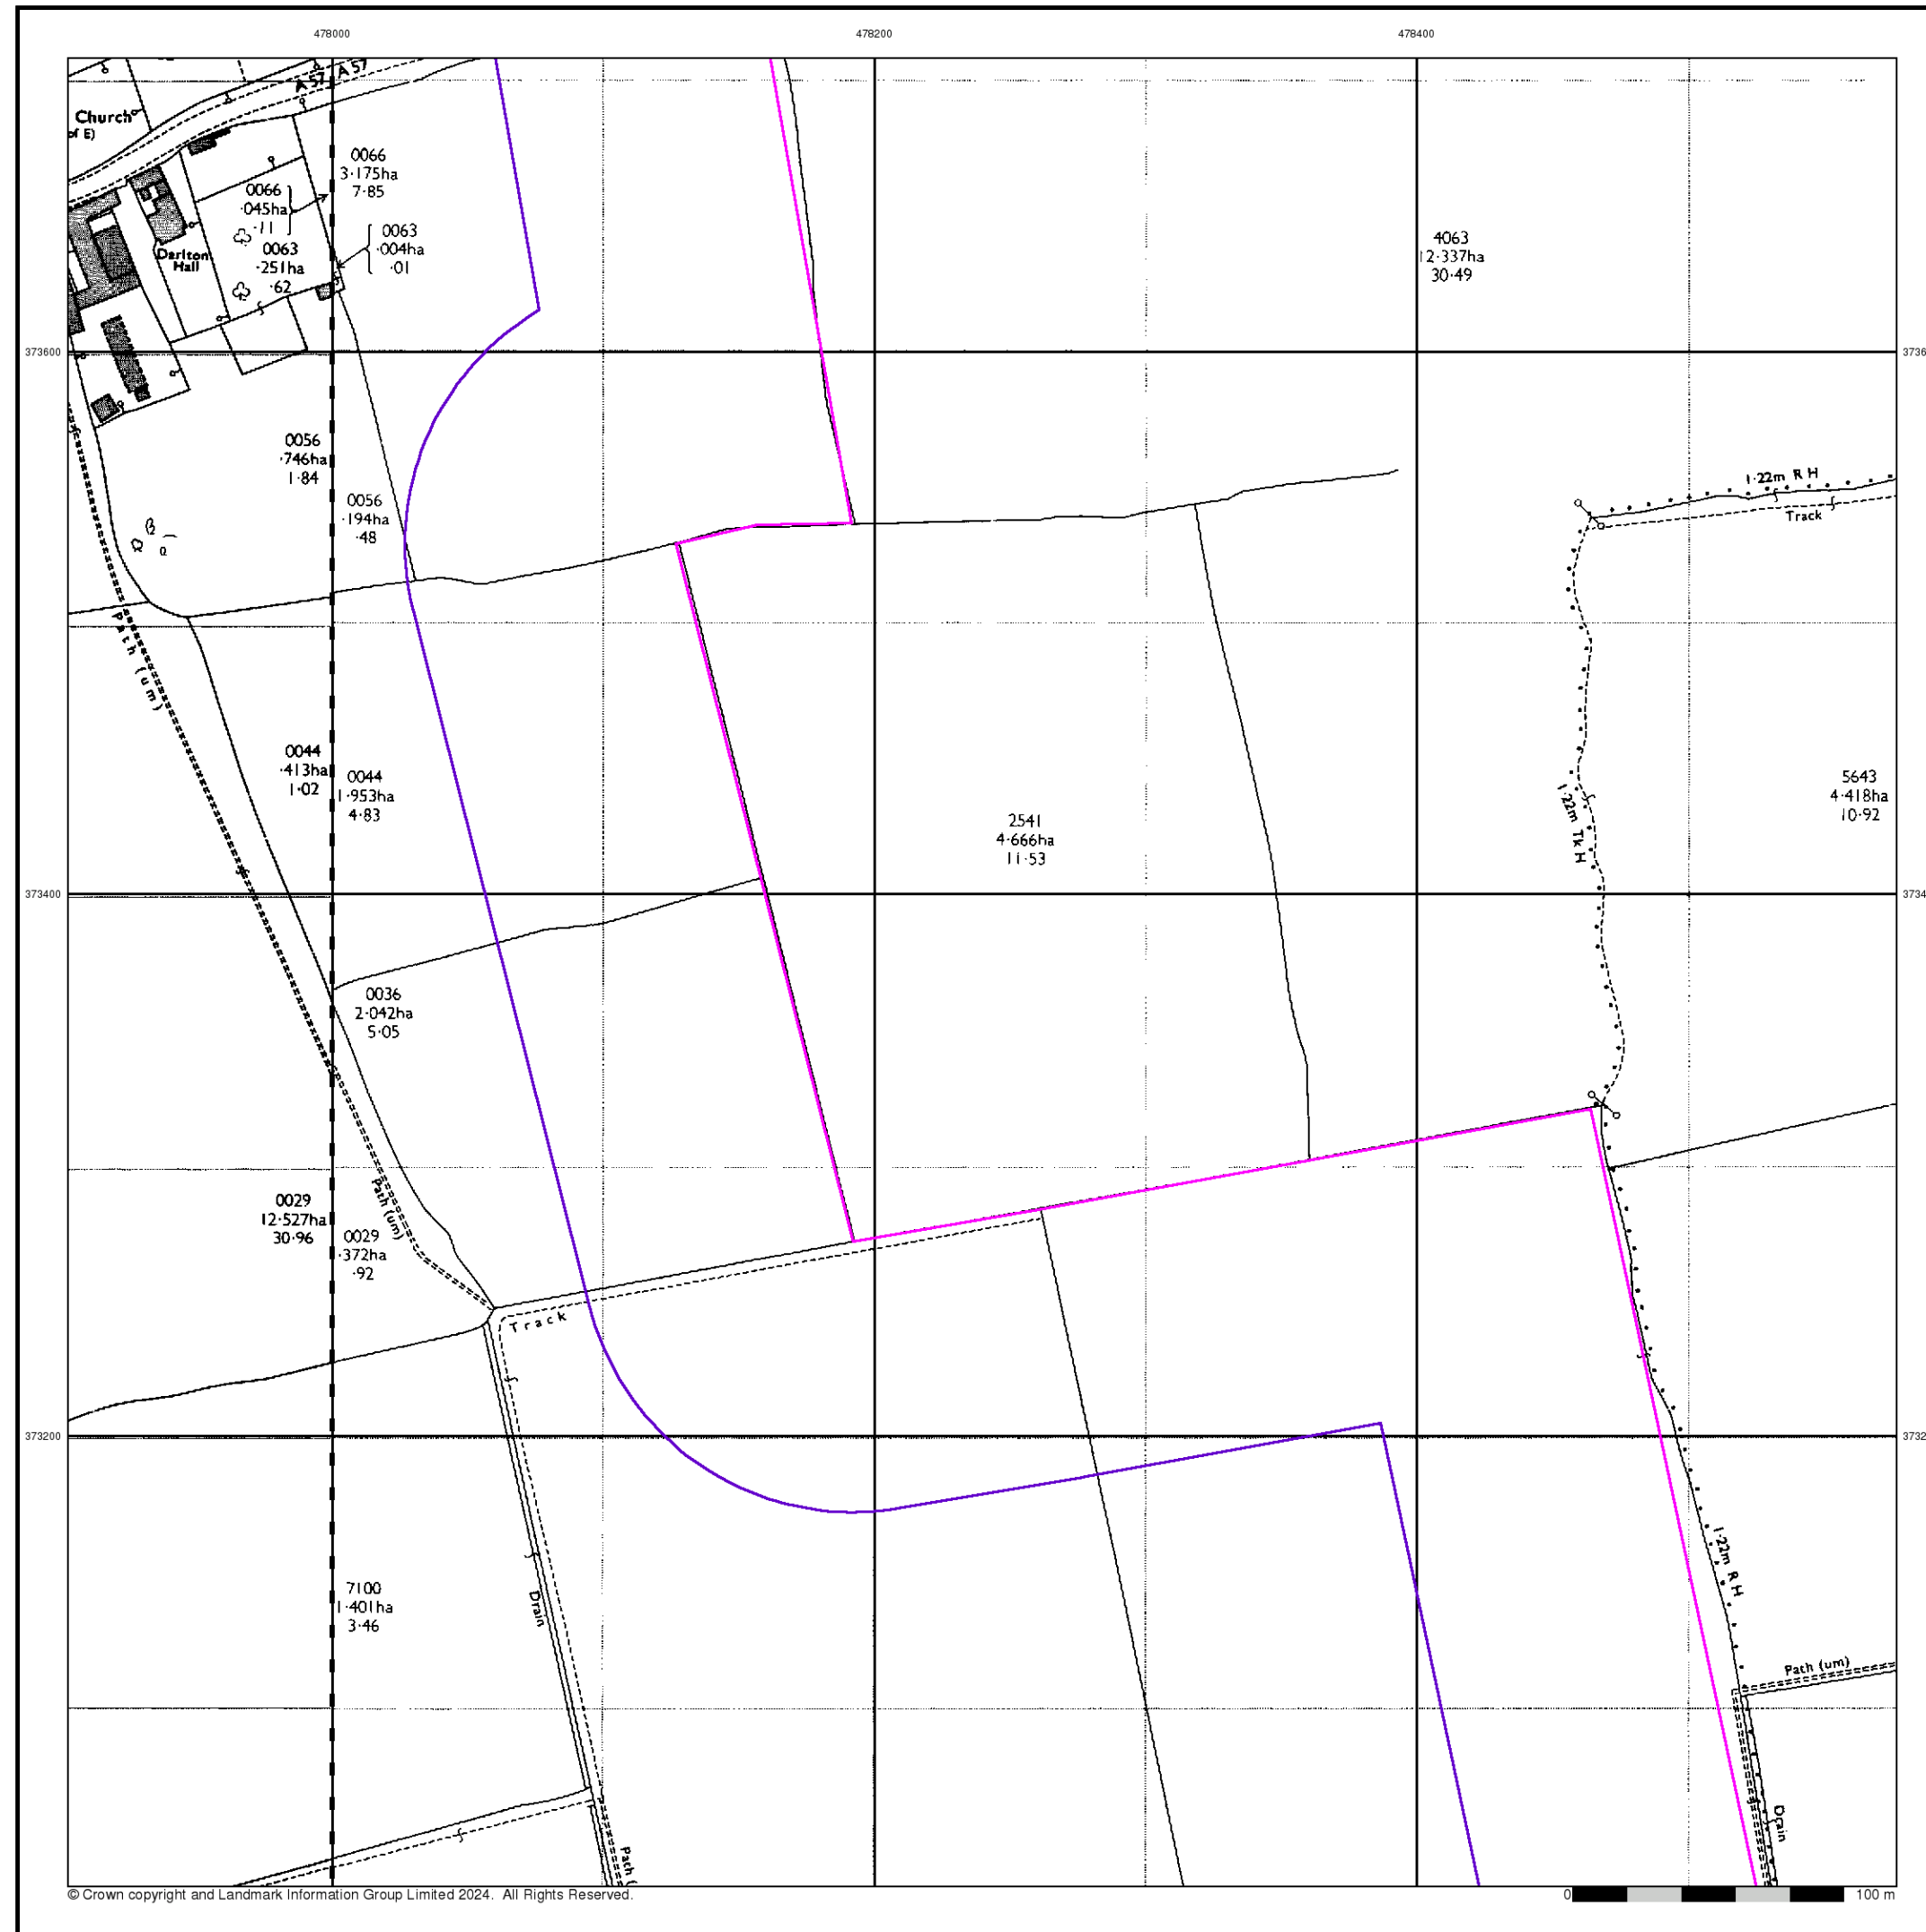 478000
478200
478400
A 57
A 57
Church
of E)
0066
3·175ha
7·85
0066
·045ha
·11
0063
·004ha
·01
0063
·251ha
·62
Darlton
Hall
4063
12·337ha
30·49
373600
3736
0056
·746ha
1·84
0056
·194ha
·48
1·22m R H
Track
Path (um)
0044
·413ha
1·02
0044
1·953ha
4·83
2541
4·666ha
11·53
1·22m Tk H
5643
4·418ha
10·92
373400
3734
0036
2·042ha
5·05
Path (um)
0029
12·527ha
30·96
0029
·372ha
·92
Track
373200
3732
1·22m R H
7100
1·401ha
3·46
Drain
Path (um)
Drain
Path (
© Crown copyright and Landmark Information Group Limited 2024. All Rights Reserved.
0 100 m